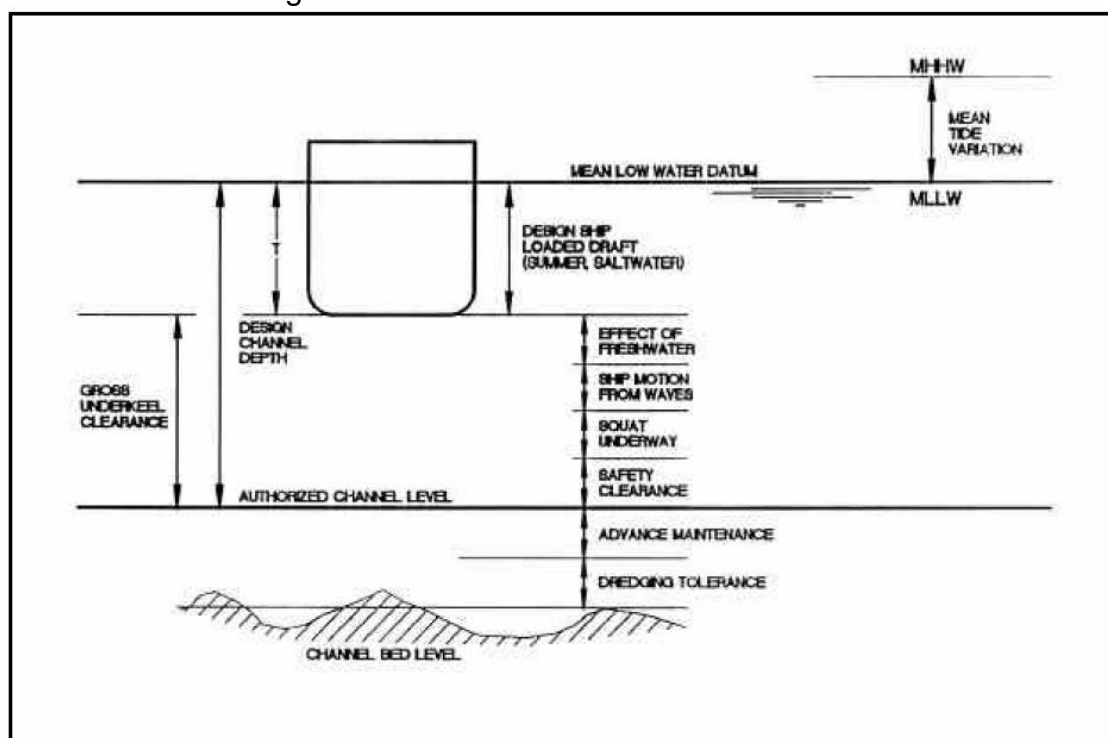 MHHW
MEAN
TIDE
VARIATION
MEAN LOW WATER DATUM
MLLW
T
DESIGN SHIP
LOADED DRAFT
(SUMMER, SALTWATER)
DESIGN
CHANNEL
DEPTH
EFFECT OF
FRESHWATER
GROSS
UNDERKEEL
CLEARANCE
SHIP MOTION
FROM WAVES
SQUAT
UNDERWAY
SAFETY
CLEARANCE
AUTHORIZED CHANNEL LEVEL
ADVANCE MAINTENANCE
DREDGING TOLERANCE
CHANNEL BED LEVEL